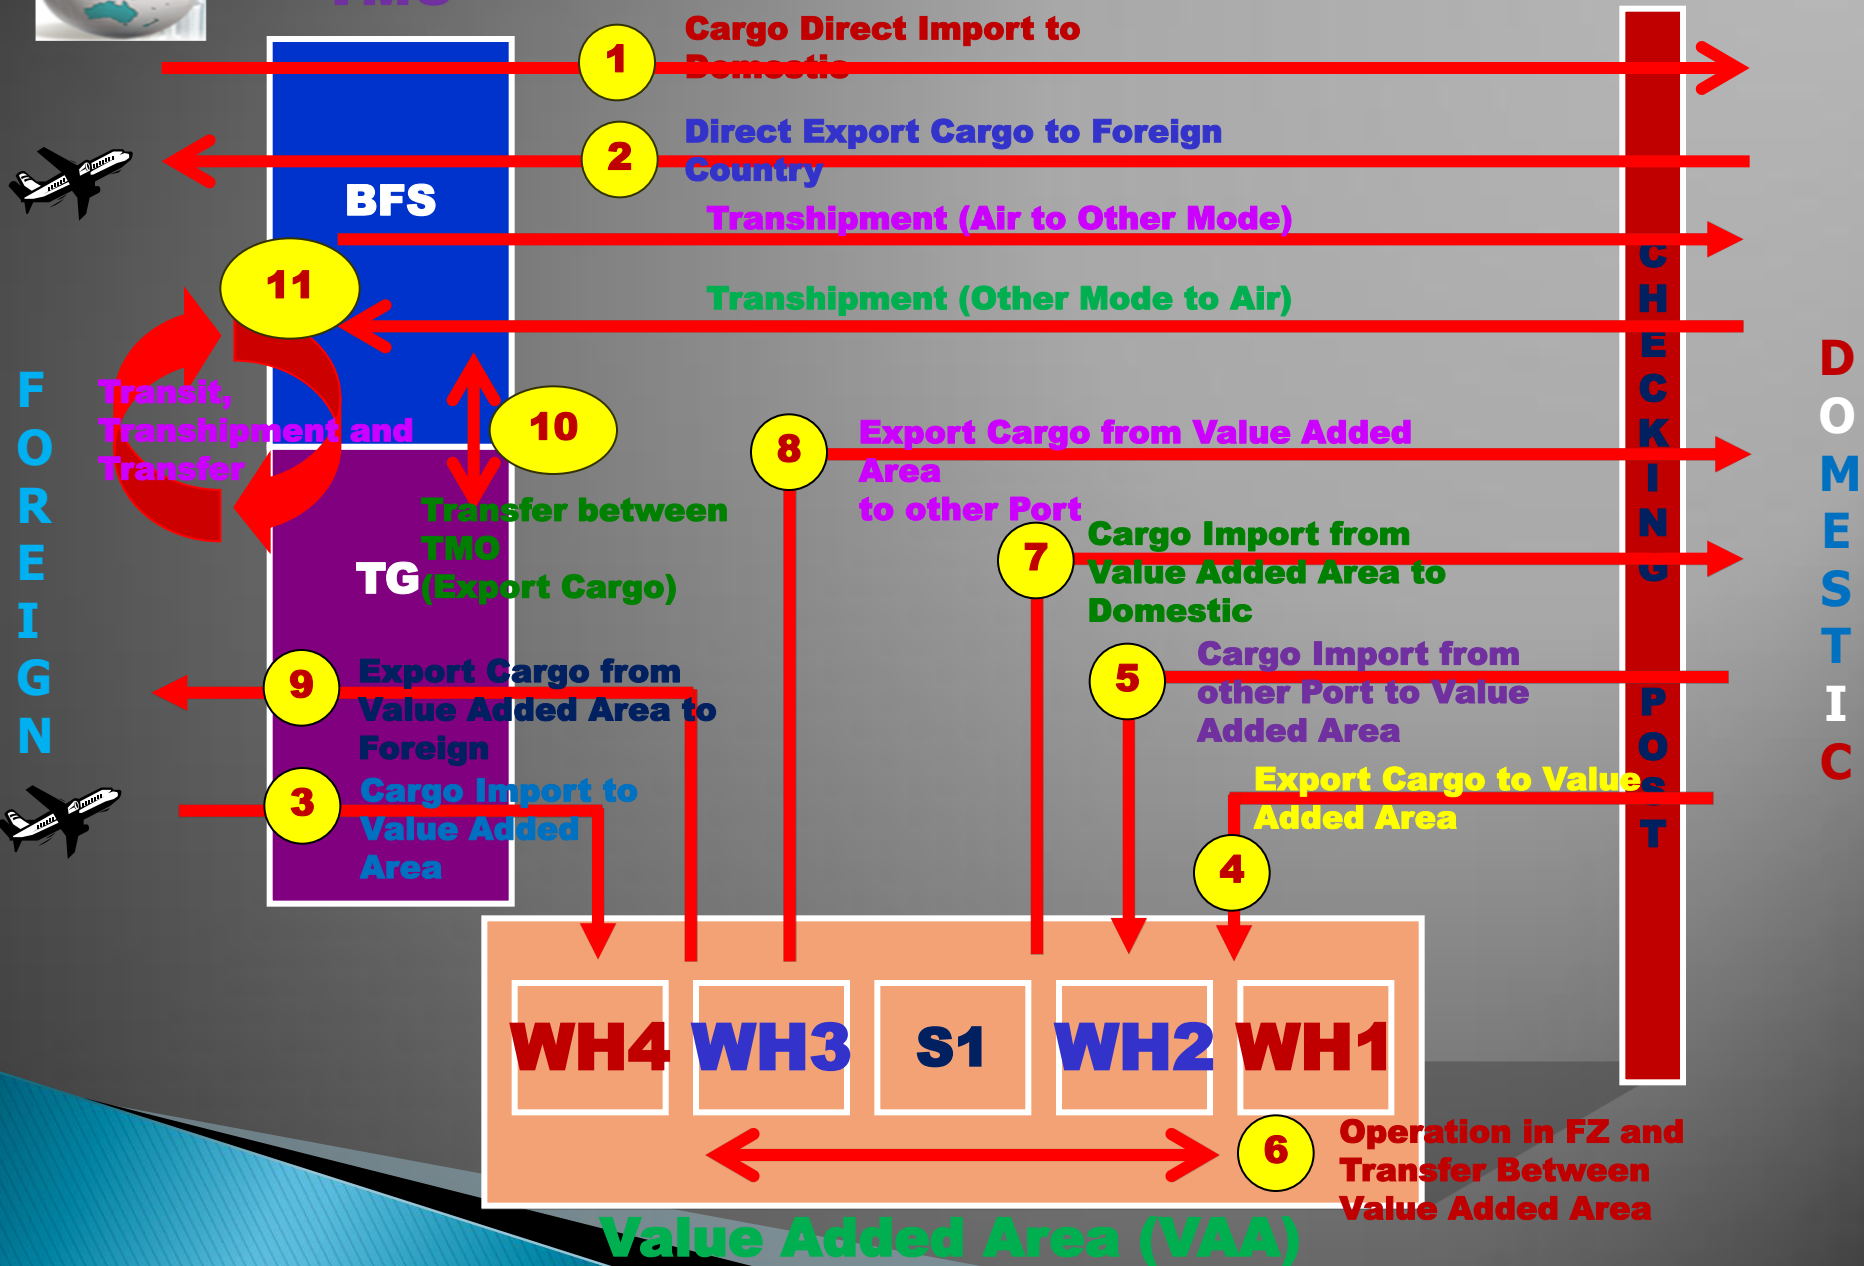 TMO
Cargo Direct Import to
Domestic
1
Direct Export Cargo to Foreign
Country
2
BFS
Transhipment (Air to Other Mode)
11
Transhipment (Other Mode to Air)
Transit,
Transhipment and
Transfer
10
Transfer between
TMO
(Export Cargo)
TG
8
Export Cargo from Value Added
Area
to other Port
7
Cargo Import from
Value Added Area to
Domestic
5
Cargo Import from
other Port to Value
Added Area
9
Export Cargo from
Value Added Area to
Foreign
3
Cargo Import to
Value Added
Area
Export Cargo to Value
Added Area
4
FOREIGN
CHECKING POST
DOMESTIC
WH4
WH3
S1
WH2
WH1
6
Operation in FZ and
Transfer Between
Value Added Area
Value Added Area (VAA)